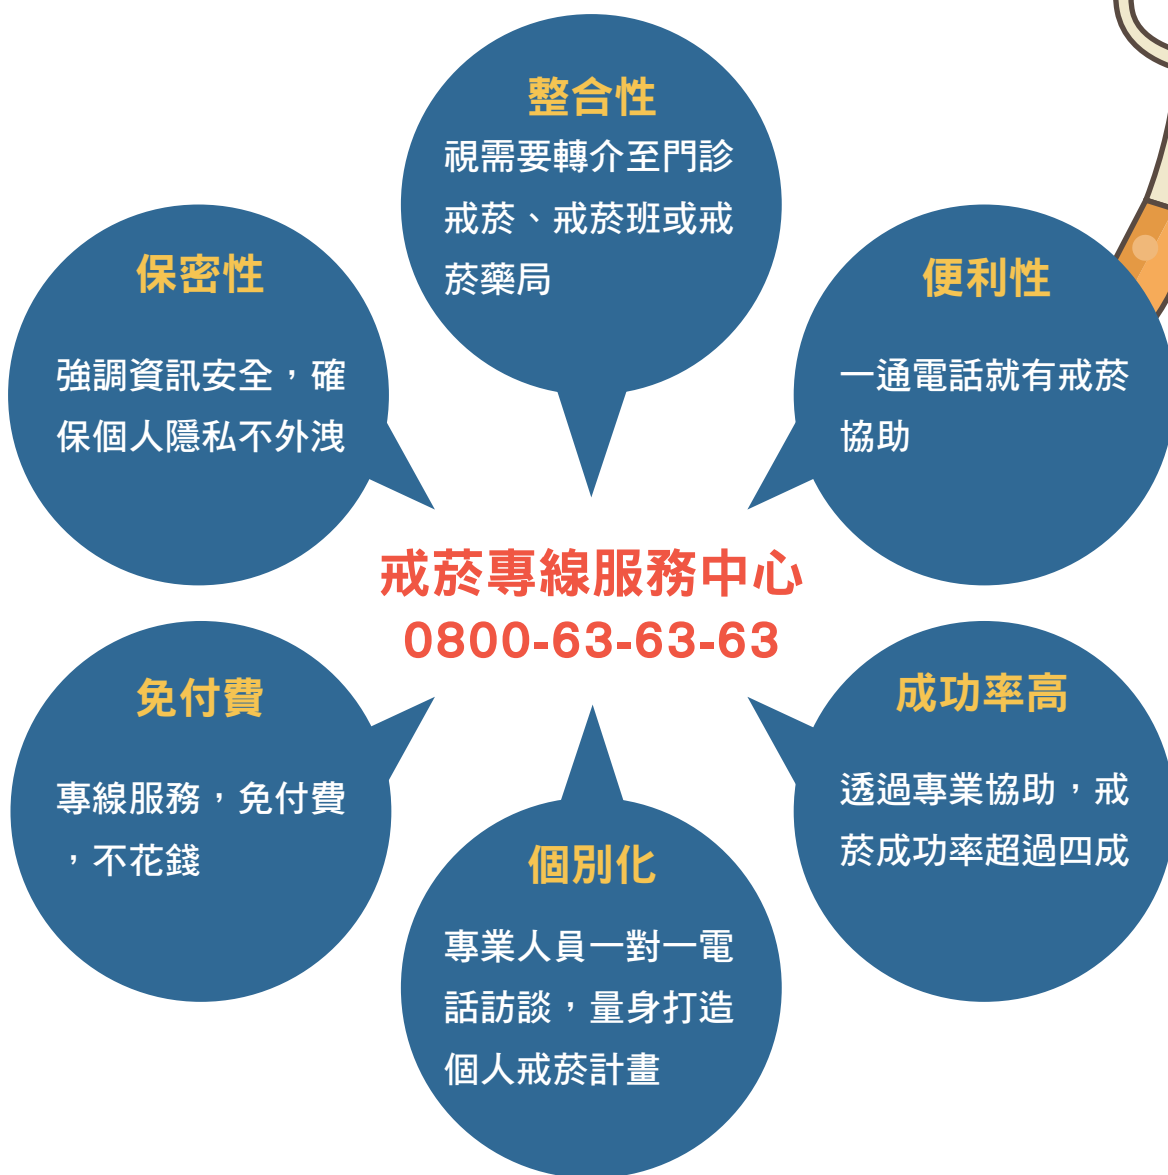 整合性
視需要轉介至門診
戒菸、戒菸班或戒
菸藥局
保密性
強調資訊安全，確
保個人隱私不外洩
便利性
一通電話就有戒菸
協助
戒菸專線服務中心
0800-63-63-63
免付費
專線服務，免付費
，不花錢
成功率高
透過專業協助，戒
菸成功率超過四成
個別化
專業人員一對一電
話訪談，量身打造
個人戒菸計畫